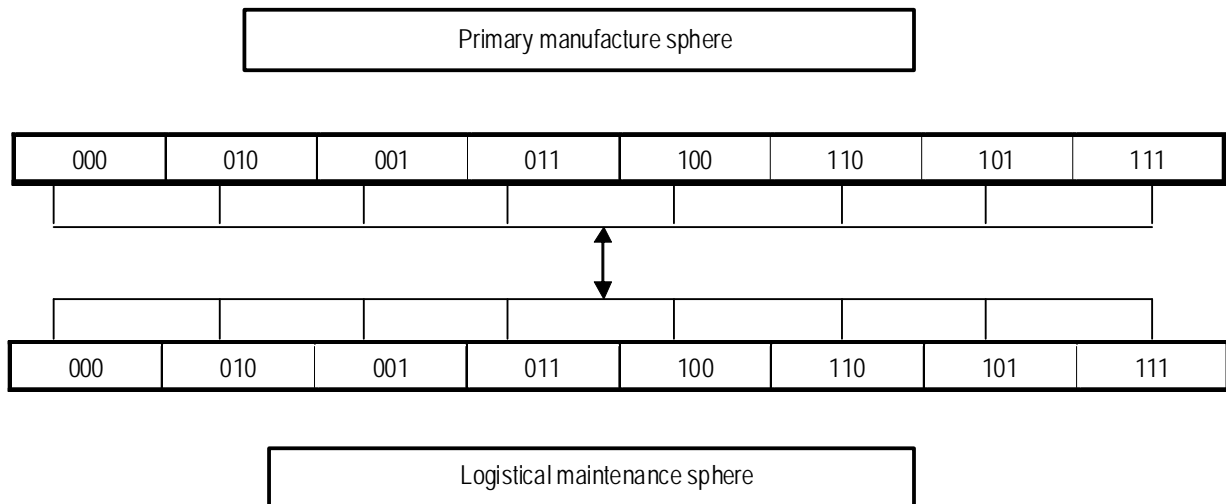 Primary manufacture sphere
000 010 001 011 100 110 101 111
000 010 001 011 100 110 101 111
Logistical maintenance sphere